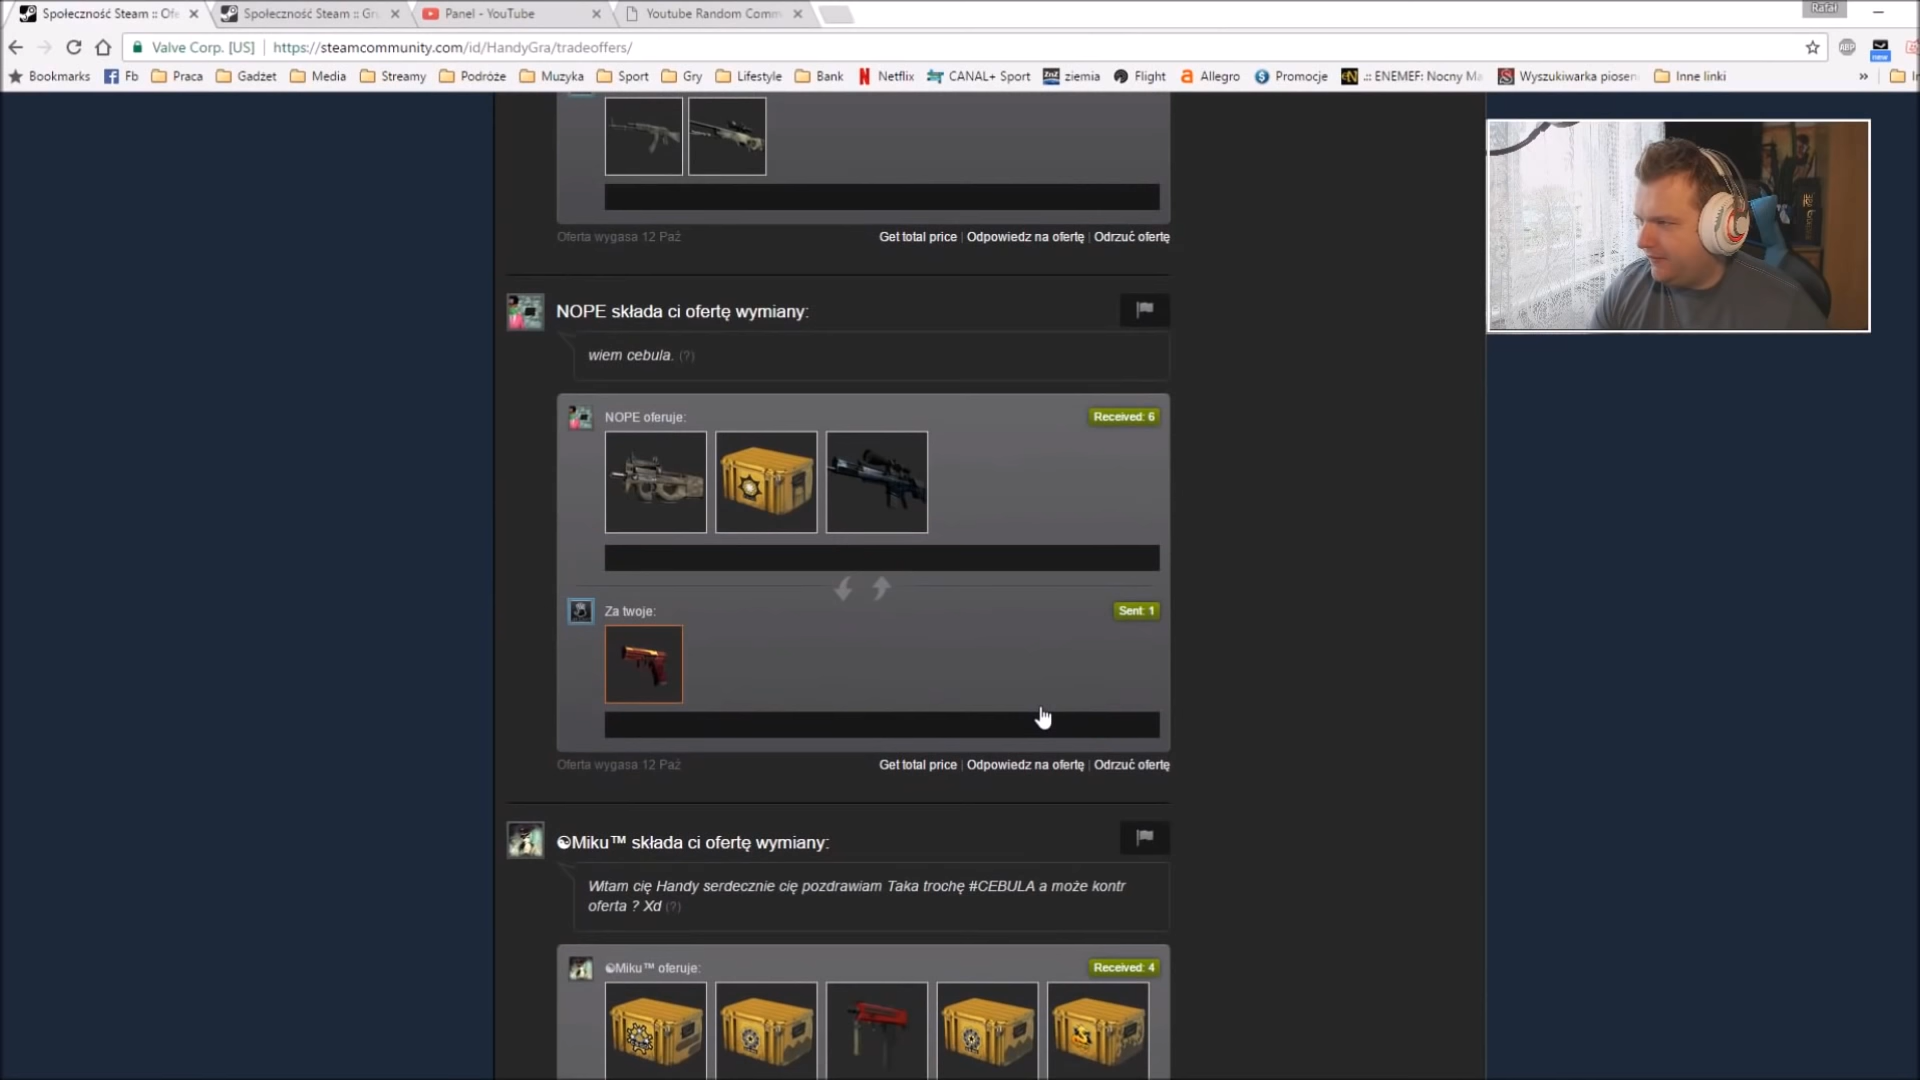 Społeczność Steam :: Ofe
Społeczność Steam :: Gr
Panel - YouTube
Youtube Random Comm
Rafał
Valve Corp. [US]
https://steamcommunity.com/id/HandyGra/tradeoffers/
ABP
new
Bookmarks
Fb
Praca
Gadżet
Media
Streamy
Podróże
Muzyka
Sport
Gry
Lifestyle
Bank
Netflix
CANAL+ Sport
ziemia
Flight
Allegro
Promocje
.:: ENEMEF: Nocny Ma
Wyszukiwarka piosen
Inne linki
Oferta wygasa 12 Paź
Get total price | Odpowiedz na ofertę | Odrzuć ofertę
NOPE składa ci ofertę wymiany:
wiem cebula. (?)
NOPE oferuje:
Received: 6
Za twoje:
Sent: 1
Oferta wygasa 12 Paź
Get total price | Odpowiedz na ofertę | Odrzuć ofertę
☯Miku™ składa ci ofertę wymiany:
Witam cię Handy serdecznie cię pozdrawiam Taka trochę #CEBULA a może kontr
oferta ? Xd (?)
☯Miku™ oferuje:
Received: 4